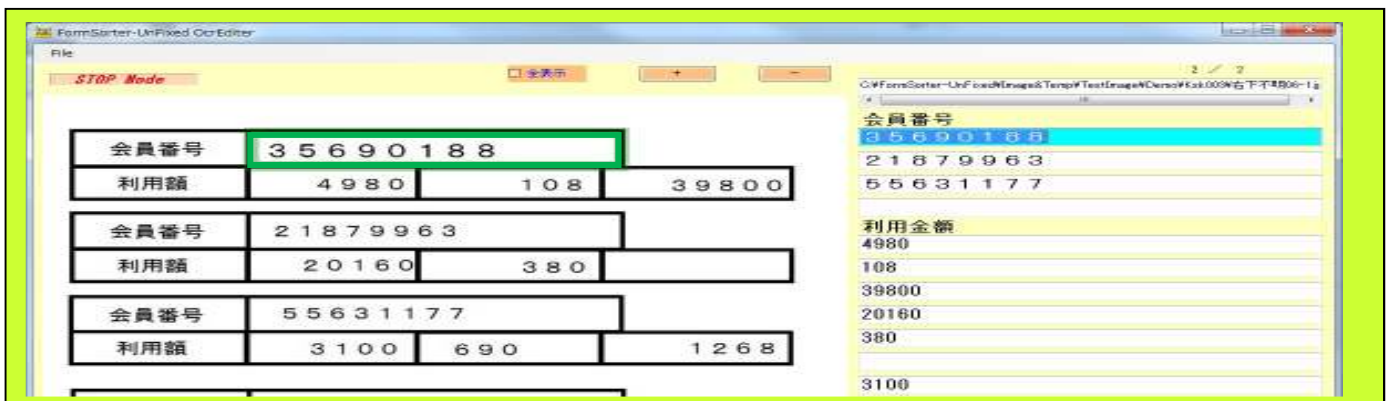 FormSorter-UnFixed OcrEditer
File
STOP Mode
全表示
+
-
2 / 2
会員番号 35690188
利用額 4980 108 39800
会員番号 21879963
利用額 20160 380
会員番号 55631177
利用額 3100 690 1268
会員番号
35690188
21879963
55631177
利用金額
4980
108
39800
20160
380
3100